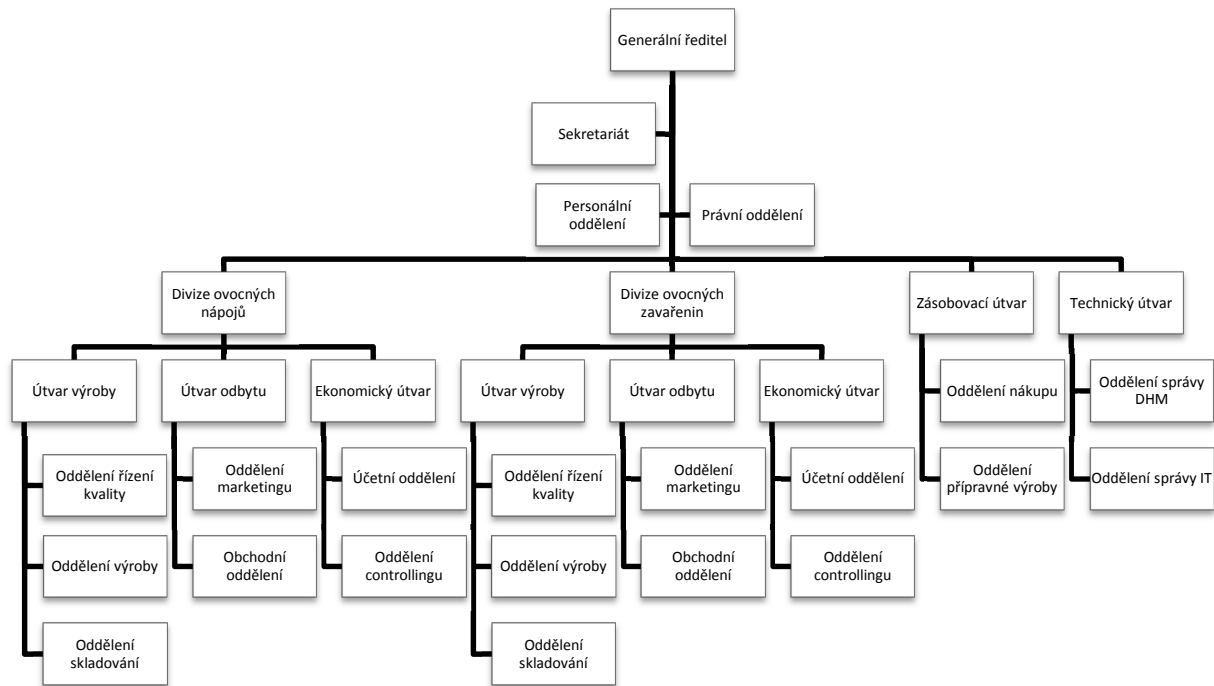 Generální ředitel
Sekretariát
Personální
oddělení
Právní oddělení
Divize ovocných
nápojů
Divize ovocných
zavařenin
Zásobovací útvar
Technický útvar
Útvar výroby
Útvar odbytu
Ekonomický útvar
Útvar výroby
Útvar odbytu
Ekonomický útvar
Oddělení nákupu
Oddělení správy
DHM
Oddělení řízení
kvality
Oddělení
marketingu
Účetní oddělení
Oddělení řízení
kvality
Oddělení
marketingu
Účetní oddělení
Oddělení
přípravné výroby
Oddělení správy IT
Oddělení výroby
Obchodní
oddělení
Oddělení
controllingu
Oddělení výroby
Obchodní
oddělení
Oddělení
controllingu
Oddělení
skladování
Oddělení
skladování